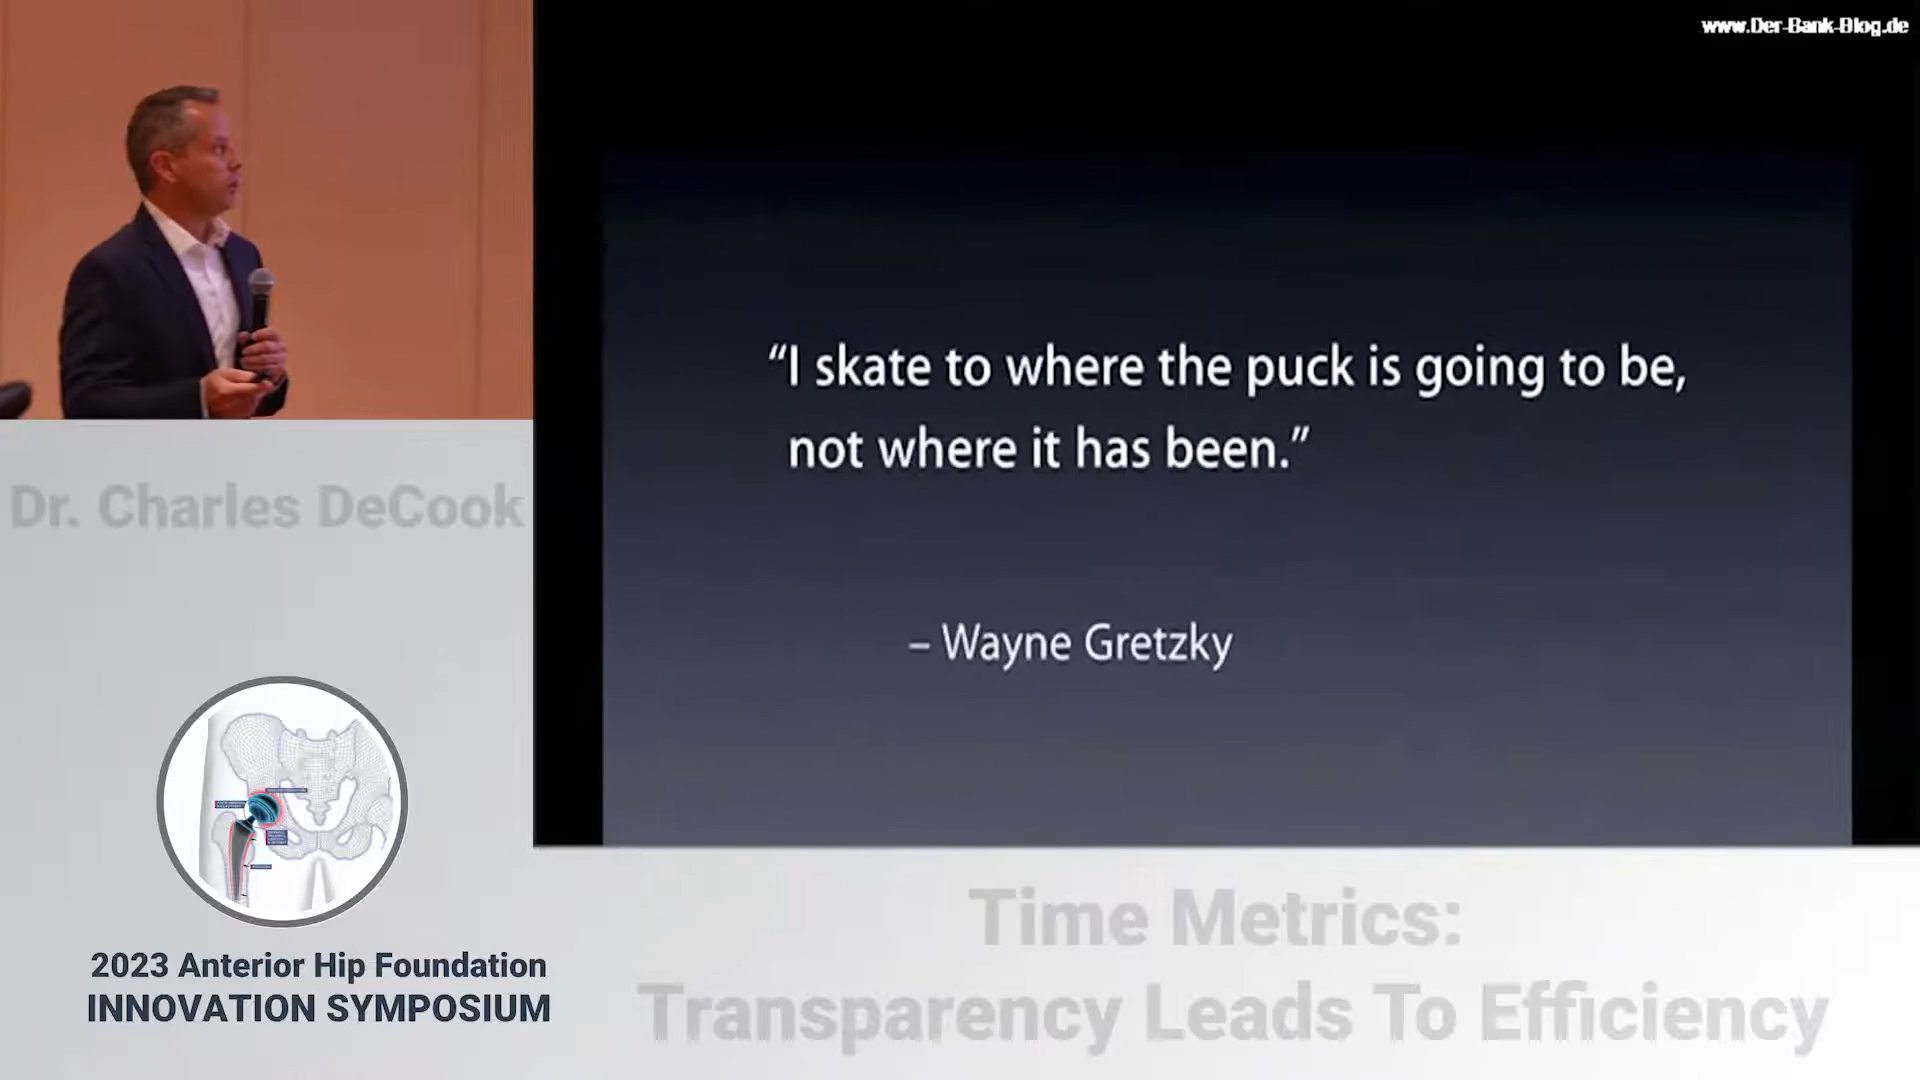 www.Der-Bank-Blog.de
“I skate to where the puck is going to be,
not where it has been.”
– Wayne Gretzky
Dr. Charles DeCook
2023 Anterior Hip Foundation
INNOVATION SYMPOSIUM
Time Metrics:
Transparency Leads To Efficiency